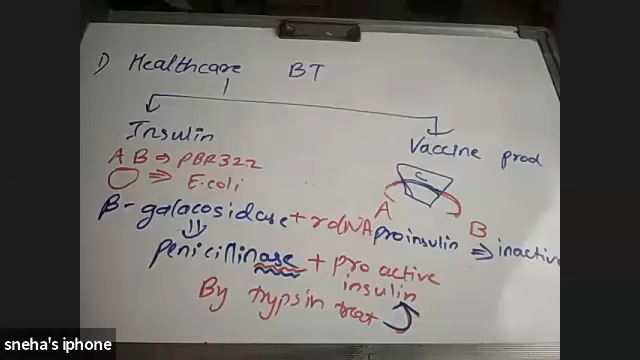 1) Healthcare BT
Insulin
Vaccine prod
A B ⇒ PBR322
⇒ E.coli
C
A
B
β-galacosidase + rdNA proinsulin ⇒ inactive
penicillinase + pro active
insulin
By trypsin treat
sneha's iphone